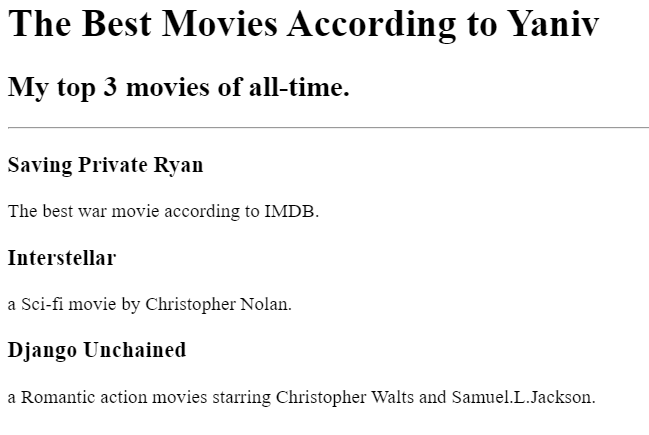 The Best Movies According to Yaniv
My top 3 movies of all-time.
Saving Private Ryan
The best war movie according to IMDB.
Interstellar
a Sci-fi movie by Christopher Nolan.
Django Unchained
a Romantic action movies starring Christopher Walts and Samuel.L.Jackson.